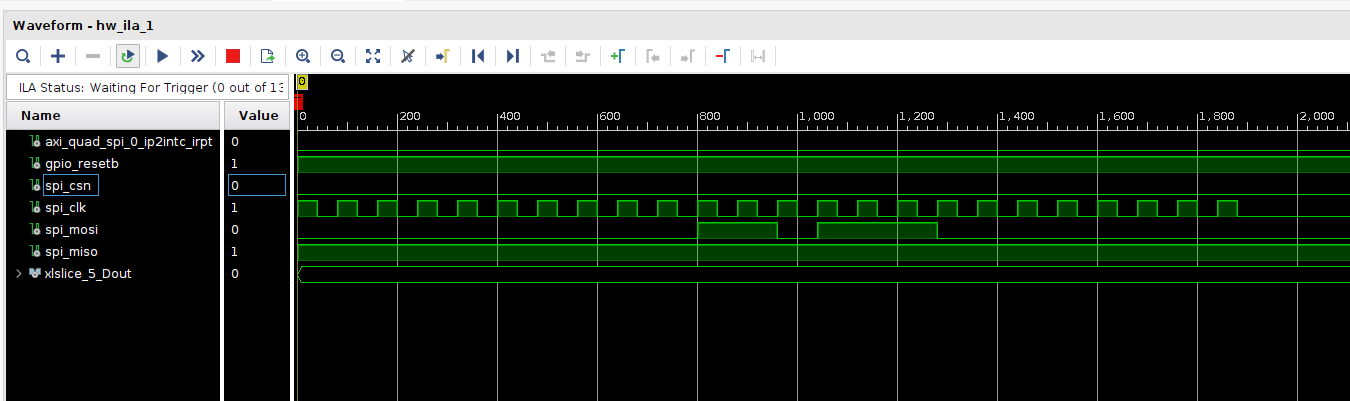 Waveform - hw_ila_1
ILA Status: Waiting For Trigger (0 out of 13
0
Name Value
0 200 400 600 800 1,000 1,200 1,400 1,600 1,800 2,000
axi_quad_spi_0_ip2intc_irpt 0
gpio_resetb 1
spi_csn 0
spi_clk 1
spi_mosi 0
spi_miso 1
xlslice_5_Dout 0